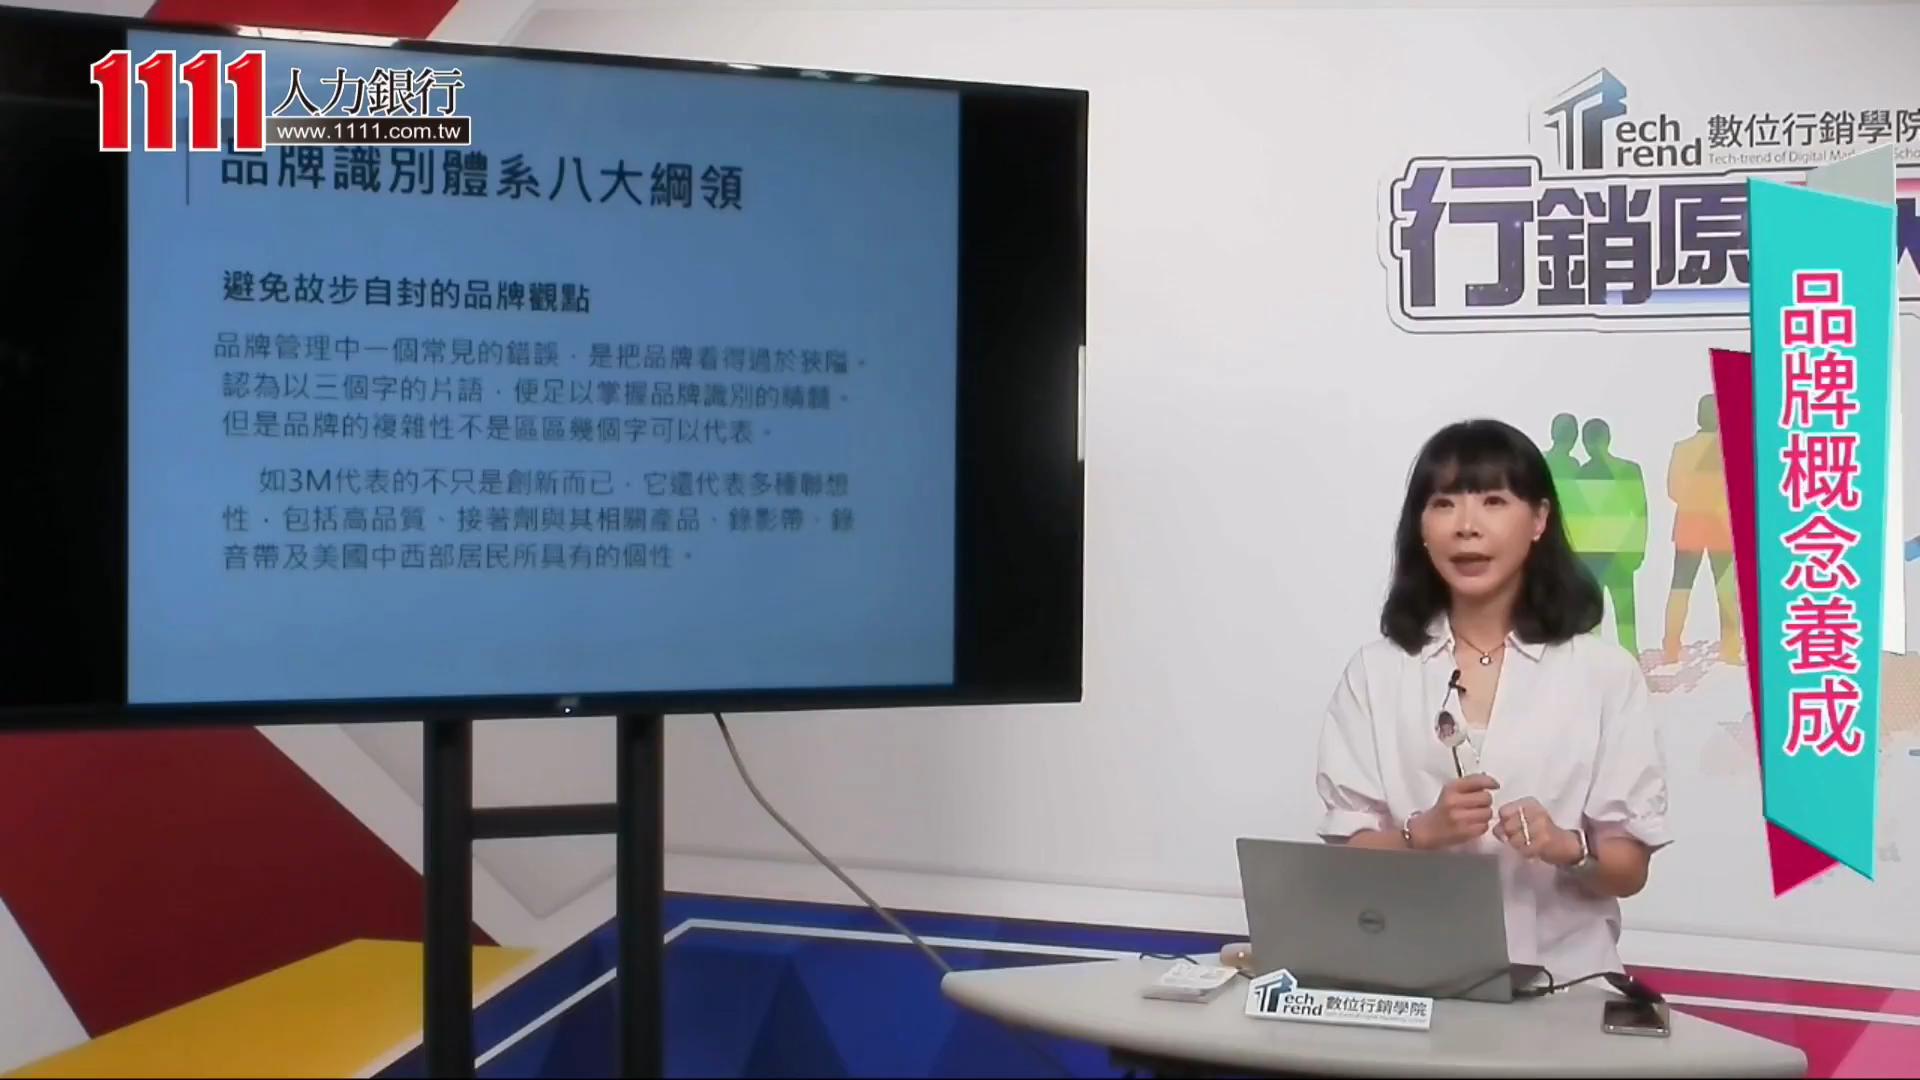 1111 人力銀行
www.1111.com.tw
品牌識別體系八大綱領
避免故步自封的品牌觀點
品牌管理中一個常見的錯誤，是把品牌看得過於狹隘。
認為以三個字的片語，便足以掌握品牌識別的精髓。
但是品牌的複雜性不是區區幾個字可以代表。
如3M代表的不只是創新而已，它還代表多種聯想
性，包括高品質、接著劑與其相關產品、錄影帶、錄
音帶及美國中西部居民所具有的個性。
Tech Trend 數位行銷學院
Tech-trend of Digital
行銷原
品牌概念養成
Tech Trend 數位行銷學院
DELL